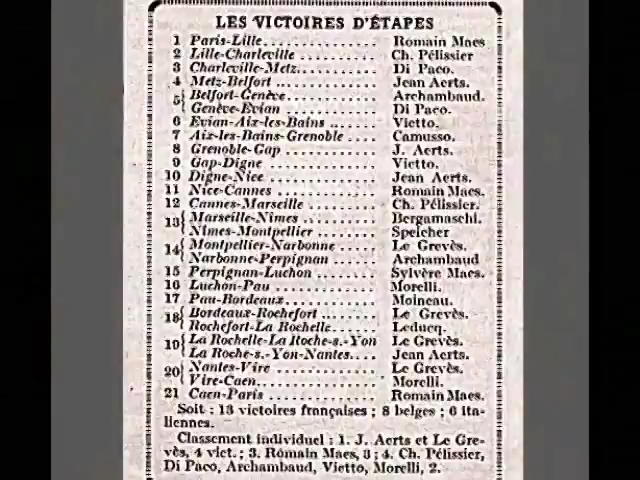 LES VICTOIRES D'ÉTAPES
1 Paris-Lille............... Romain Maes
2 Lille-Charleville ........... Ch. Pélissier
3 Charleville-Metz........... Di Paco.
4 Metz-Belfort .............. Jean Aerts.
5 { Belfort-Genève............ Archambaud.
Genève-Evian ............. Di Paco.
6 Evian-Aix-les-Bains ....... Vietto.
7 Aix-les-Bains-Grenoble .... Camusso.
8 Grenoble-Gap ............. J. Aerts.
9 Gap-Digne ................ Vietto.
10 Digne-Nice ............... Jean Aerts.
11 Nice-Cannes .............. Romain Maes.
12 Cannes-Marseille .......... Ch. Pélissier.
13 { Marseille-Nîmes .......... Bergamaschi.
Nîmes-Montpellier ........ Speicher
14 { Montpellier-Narbonne ..... Le Grevès.
Narbonne-Perpignan ...... Archambaud
15 Perpignan-Luchon ........ Sylvère Maes.
16 Luchon-Pau .............. Morelli.
17 Pau-Bordeaux............. Moineau.
18 { Bordeaux-Rochefort ....... Le Grevès.
Rochefort-La Rochelle...... Leducq.
19 { La Rochelle-La Roche-s.-Yon Le Grevès.
La Roche-s.-Yon-Nantes.... Jean Aerts.
20 { Nantes-Vire .............. Le Grevès.
Vire-Caen................ Morelli.
21 Caen-Paris ............... Romain Maes.
Soit : 13 victoires françaises ; 8 belges ; 6 ita-
liennes.
Classement individuel : 1. J. Aerts et Le Gre-
vès, 4 vict. ; 3. Romain Maes, 3 ; 4. Ch. Pélissier,
Di Paco, Archambaud, Vietto, Morelli, 2.